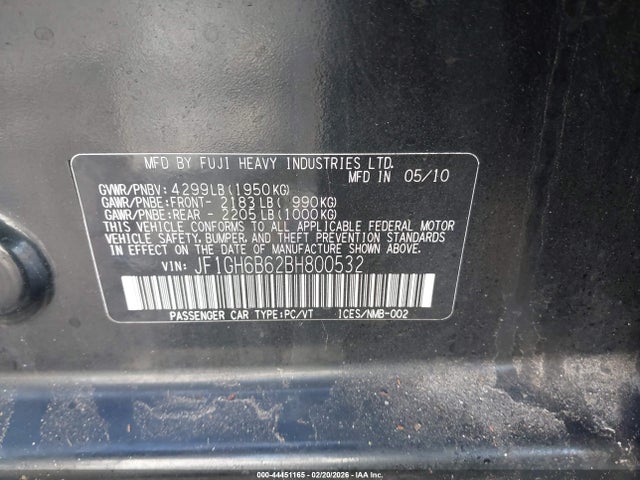 MFD BY FUJI HEAVY INDUSTRIES LTD.
MFD IN 05/10
GVWR/PNBV: 4299LB(1950KG)
GAWR/PNBE:FRONT- 2183LB( 990KG)
GAWR/PNBE:REAR - 2205LB(1000KG)
THIS VEHICLE CONFORMS TO ALL APPLICABLE FEDERAL MOTOR
VEHICLE SAFETY, BUMPER, AND THEFT PREVENTION STANDARDS
IN EFFECT ON THE DATE OF MANUFACTURE SHOWN ABOVE.
VIN: JF1GH6B62BH800532
PASSENGER CAR TYPE:PC/VT ICES/NMB-002
000-44451165 - 02/20/2026 - IAA Inc.